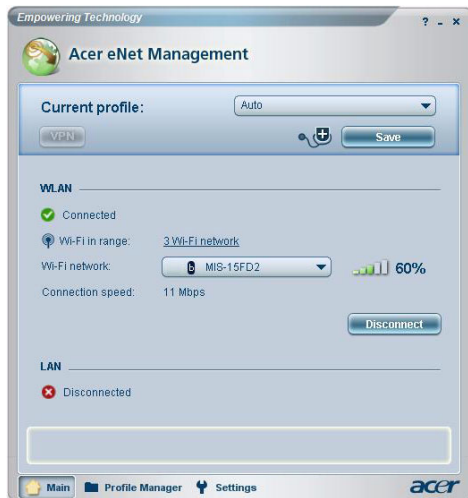 Empowering Technology
? - ×
Acer eNet Management
Current profile: Auto
VPN Save
WLAN
Connected
Wi-Fi in range: 3 Wi-Fi network
Wi-Fi network: b MIS-15FD2 60%
Connection speed: 11 Mbps
Disconnect
LAN
Disconnected
Main Profile Manager Settings acer